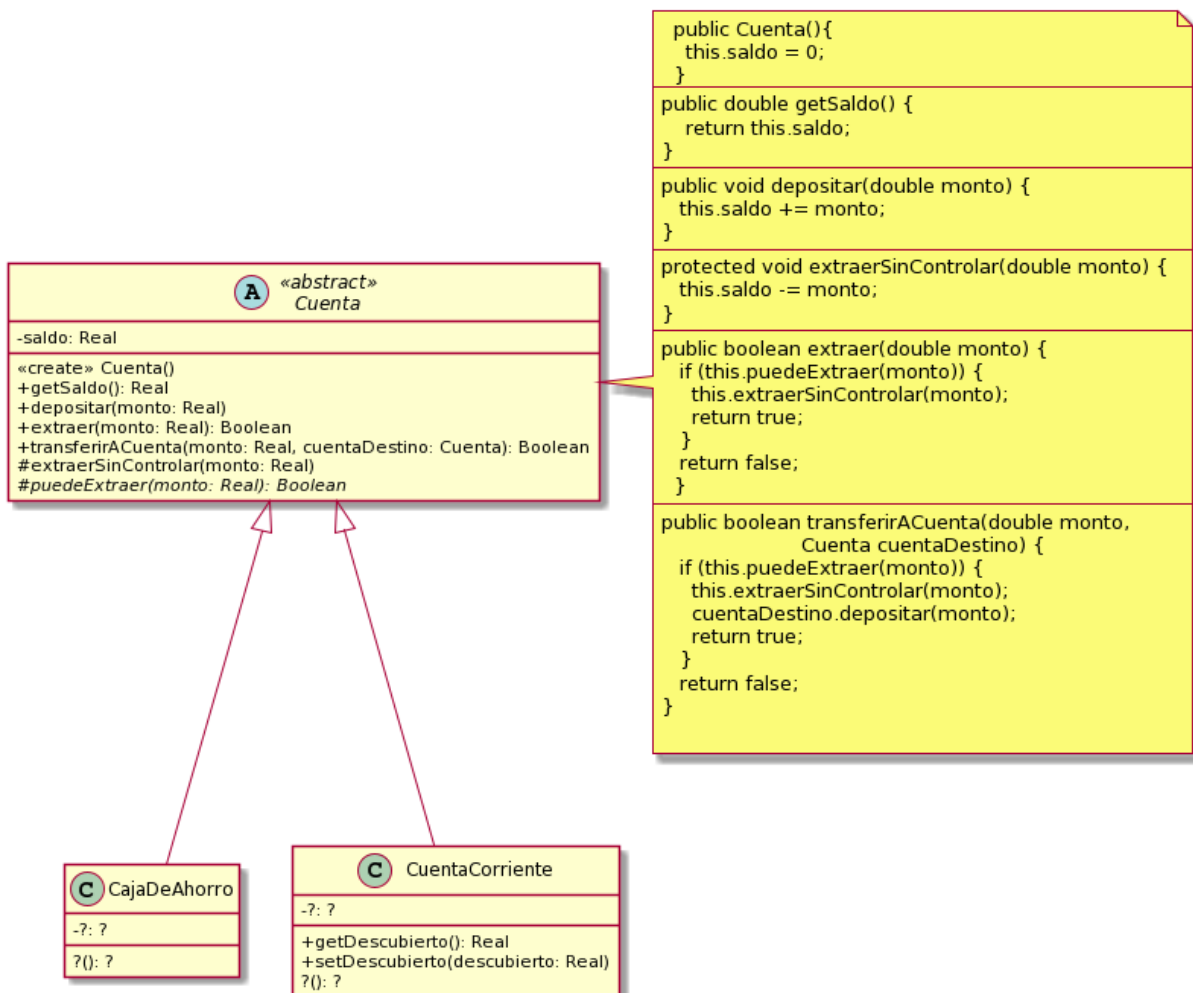 public Cuenta(){
this.saldo = 0;
}
public double getSaldo() {
return this.saldo;
}
public void depositar(double monto) {
this.saldo += monto;
}
protected void extraerSinControlar(double monto) {
this.saldo -= monto;
}
public boolean extraer(double monto) {
if (this.puedeExtraer(monto)) {
this.extraerSinControlar(monto);
return true;
}
return false;
}
public boolean transferirACuenta(double monto,
Cuenta cuentaDestino) {
if (this.puedeExtraer(monto)) {
this.extraerSinControlar(monto);
cuentaDestino.depositar(monto);
return true;
}
return false;
}
A «abstract»
Cuenta
-saldo: Real
«create» Cuenta()
+getSaldo(): Real
+depositar(monto: Real)
+extraer(monto: Real): Boolean
+transferirACuenta(monto: Real, cuentaDestino: Cuenta): Boolean
#extraerSinControlar(monto: Real)
#puedeExtraer(monto: Real): Boolean
C CajaDeAhorro
-?: ?
?(): ?
C CuentaCorriente
-?: ?
+getDescubierto(): Real
+setDescubierto(descubierto: Real)
?(): ?